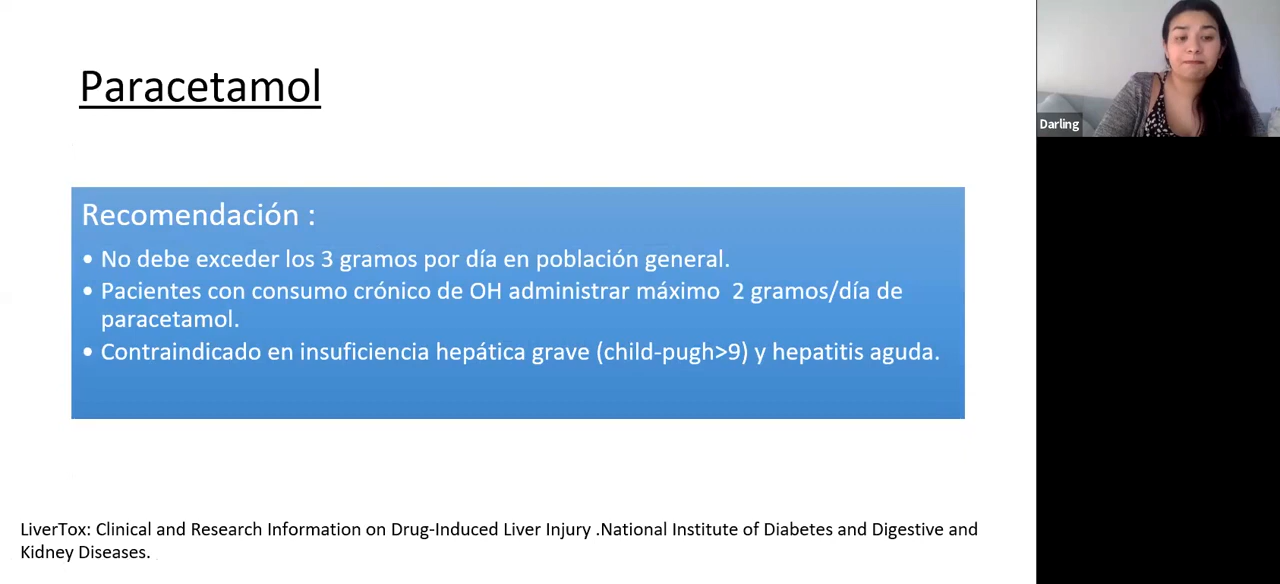 Paracetamol
Recomendación :
• No debe exceder los 3 gramos por día en población general.
• Pacientes con consumo crónico de OH administrar máximo  2 gramos/día de
paracetamol.
• Contraindicado en insuficiencia hepática grave (child-pugh>9) y hepatitis aguda.
LiverTox: Clinical and Research Information on Drug-Induced Liver Injury .National Institute of Diabetes and Digestive and
Kidney Diseases.
Darling